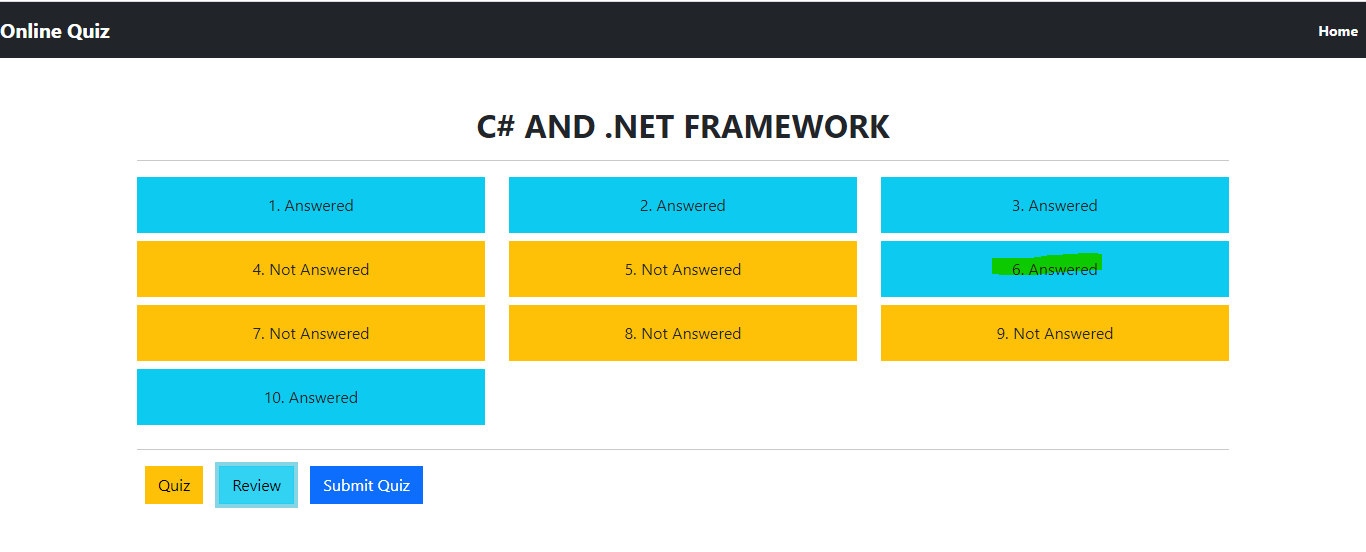 Online Quiz
Home
C# AND .NET FRAMEWORK
1. Answered
2. Answered
3. Answered
4. Not Answered
5. Not Answered
6. Answered
7. Not Answered
8. Not Answered
9. Not Answered
10. Answered
Quiz
Review
Submit Quiz